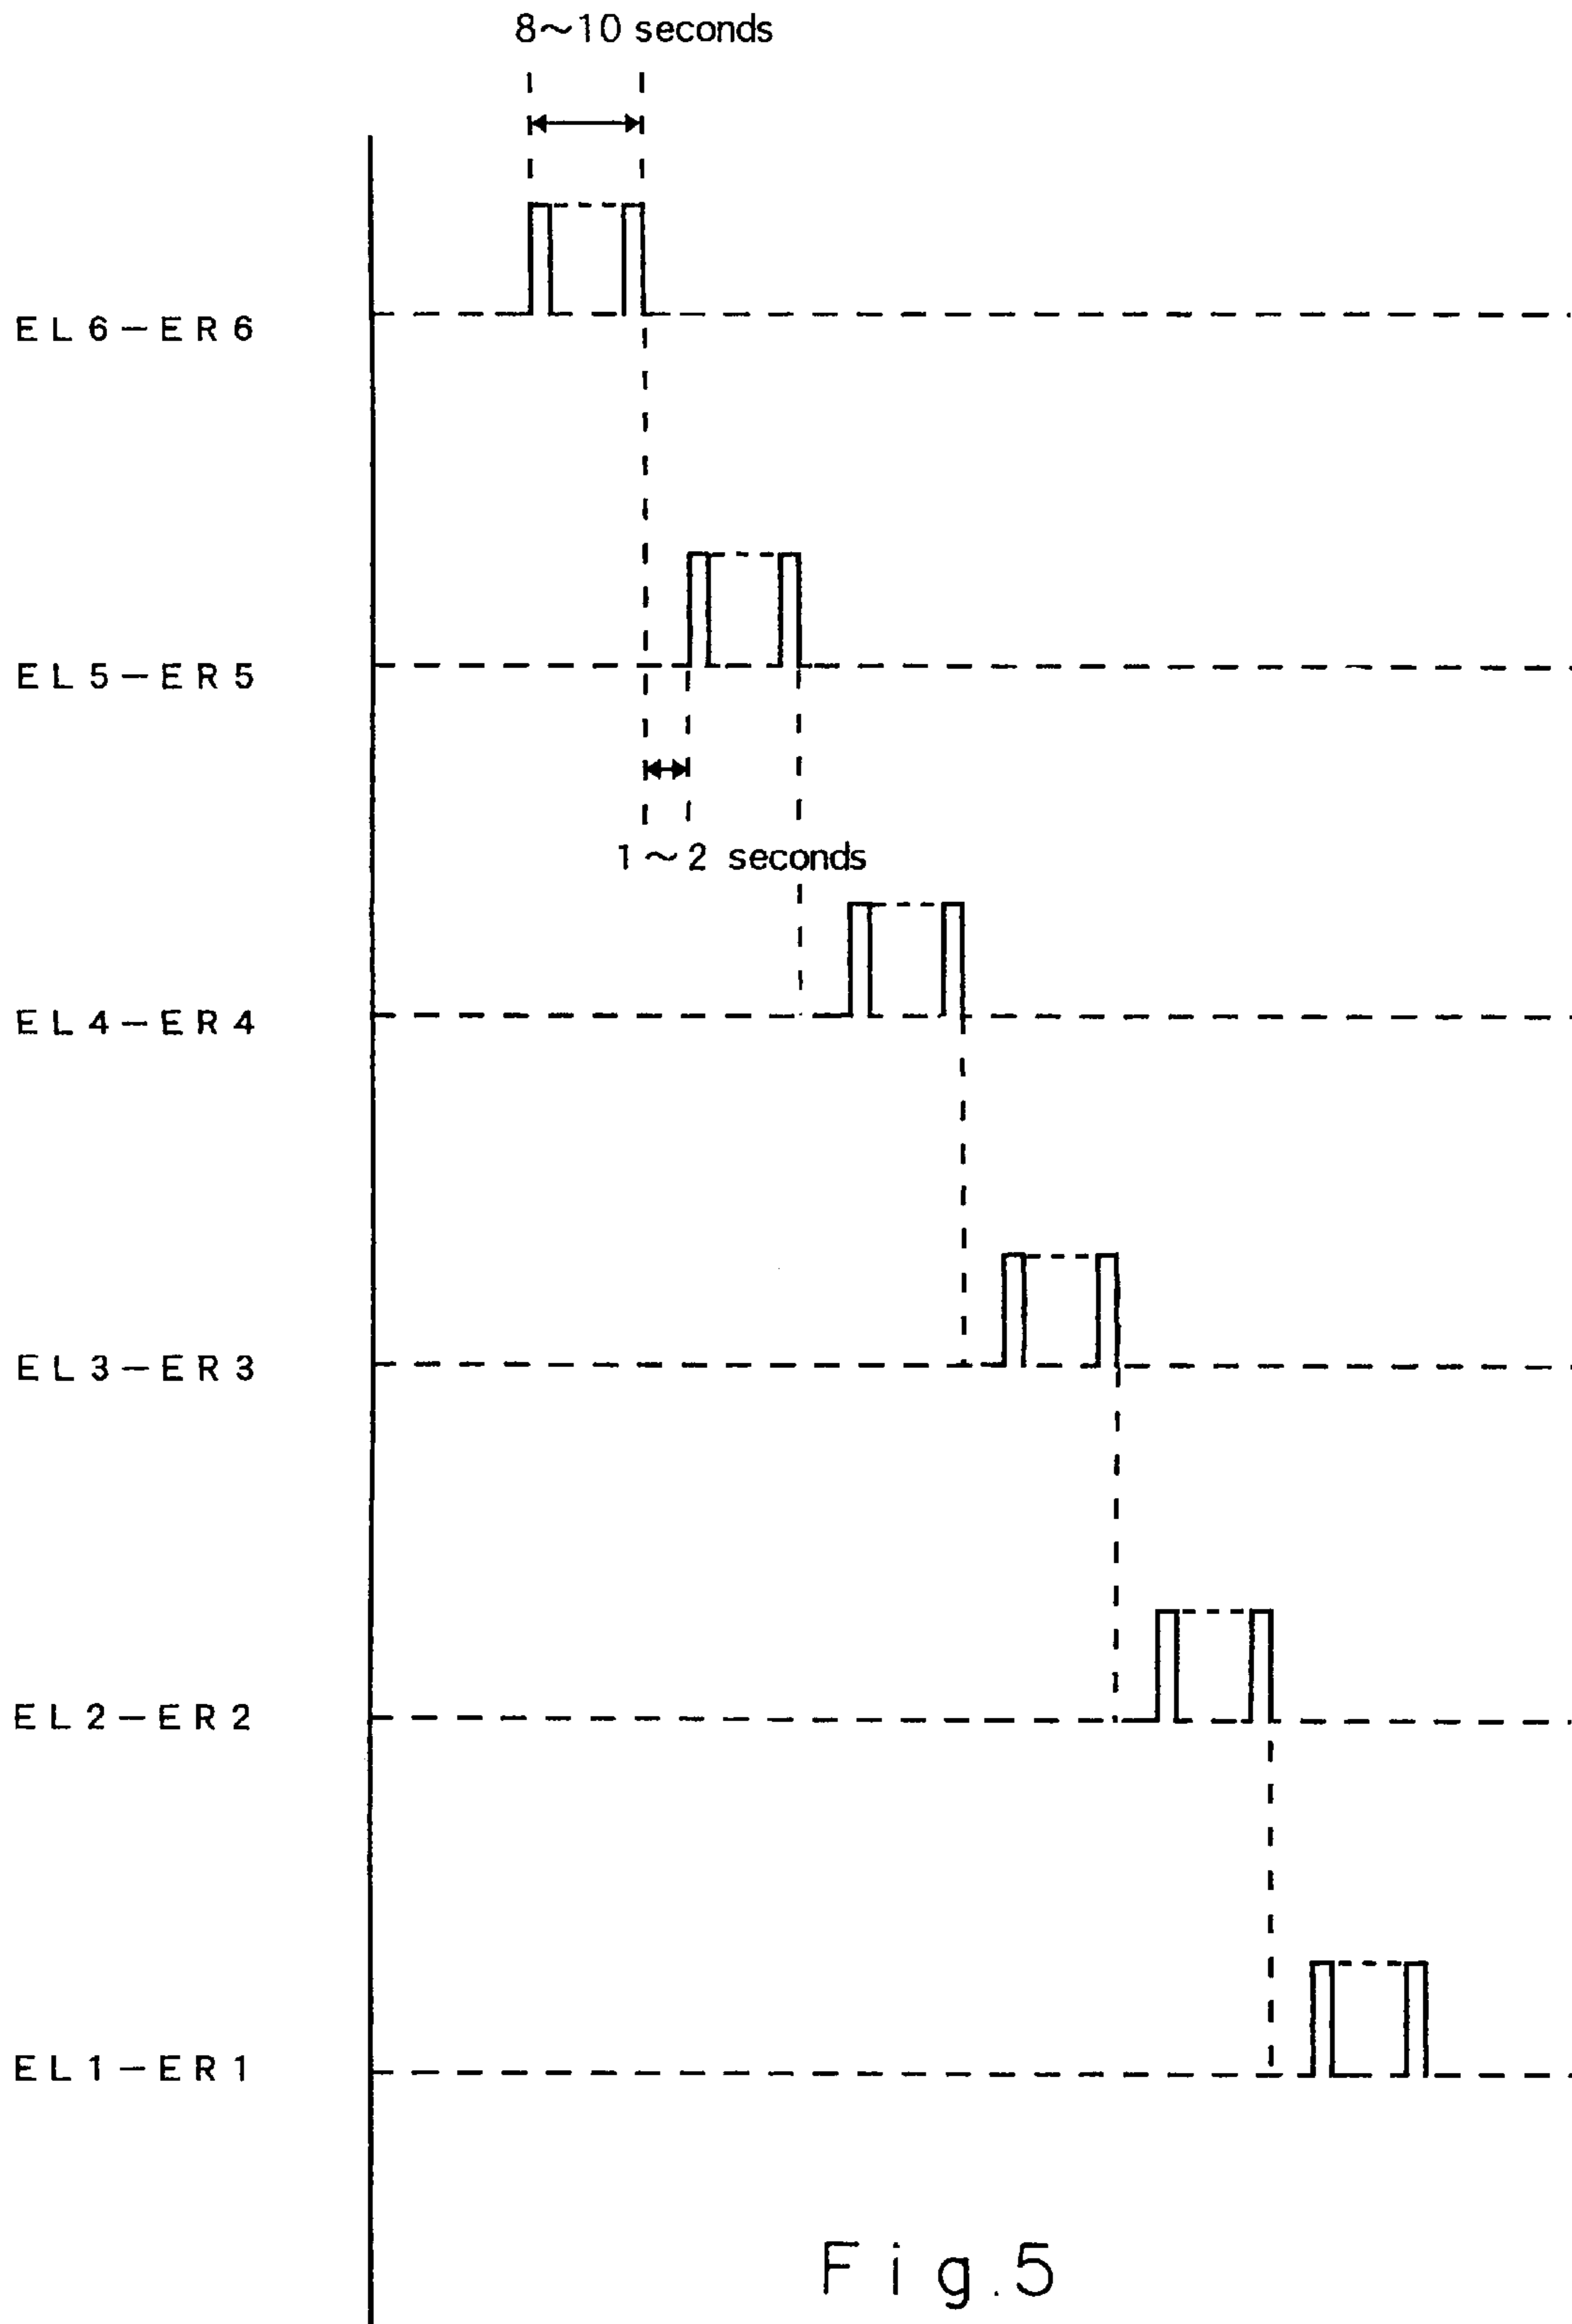 8~10 seconds
EL6-ER6
EL5-ER5
1~2 seconds
EL4-ER4
EL3-ER3
EL2-ER2
EL1-ER1
Fig.5